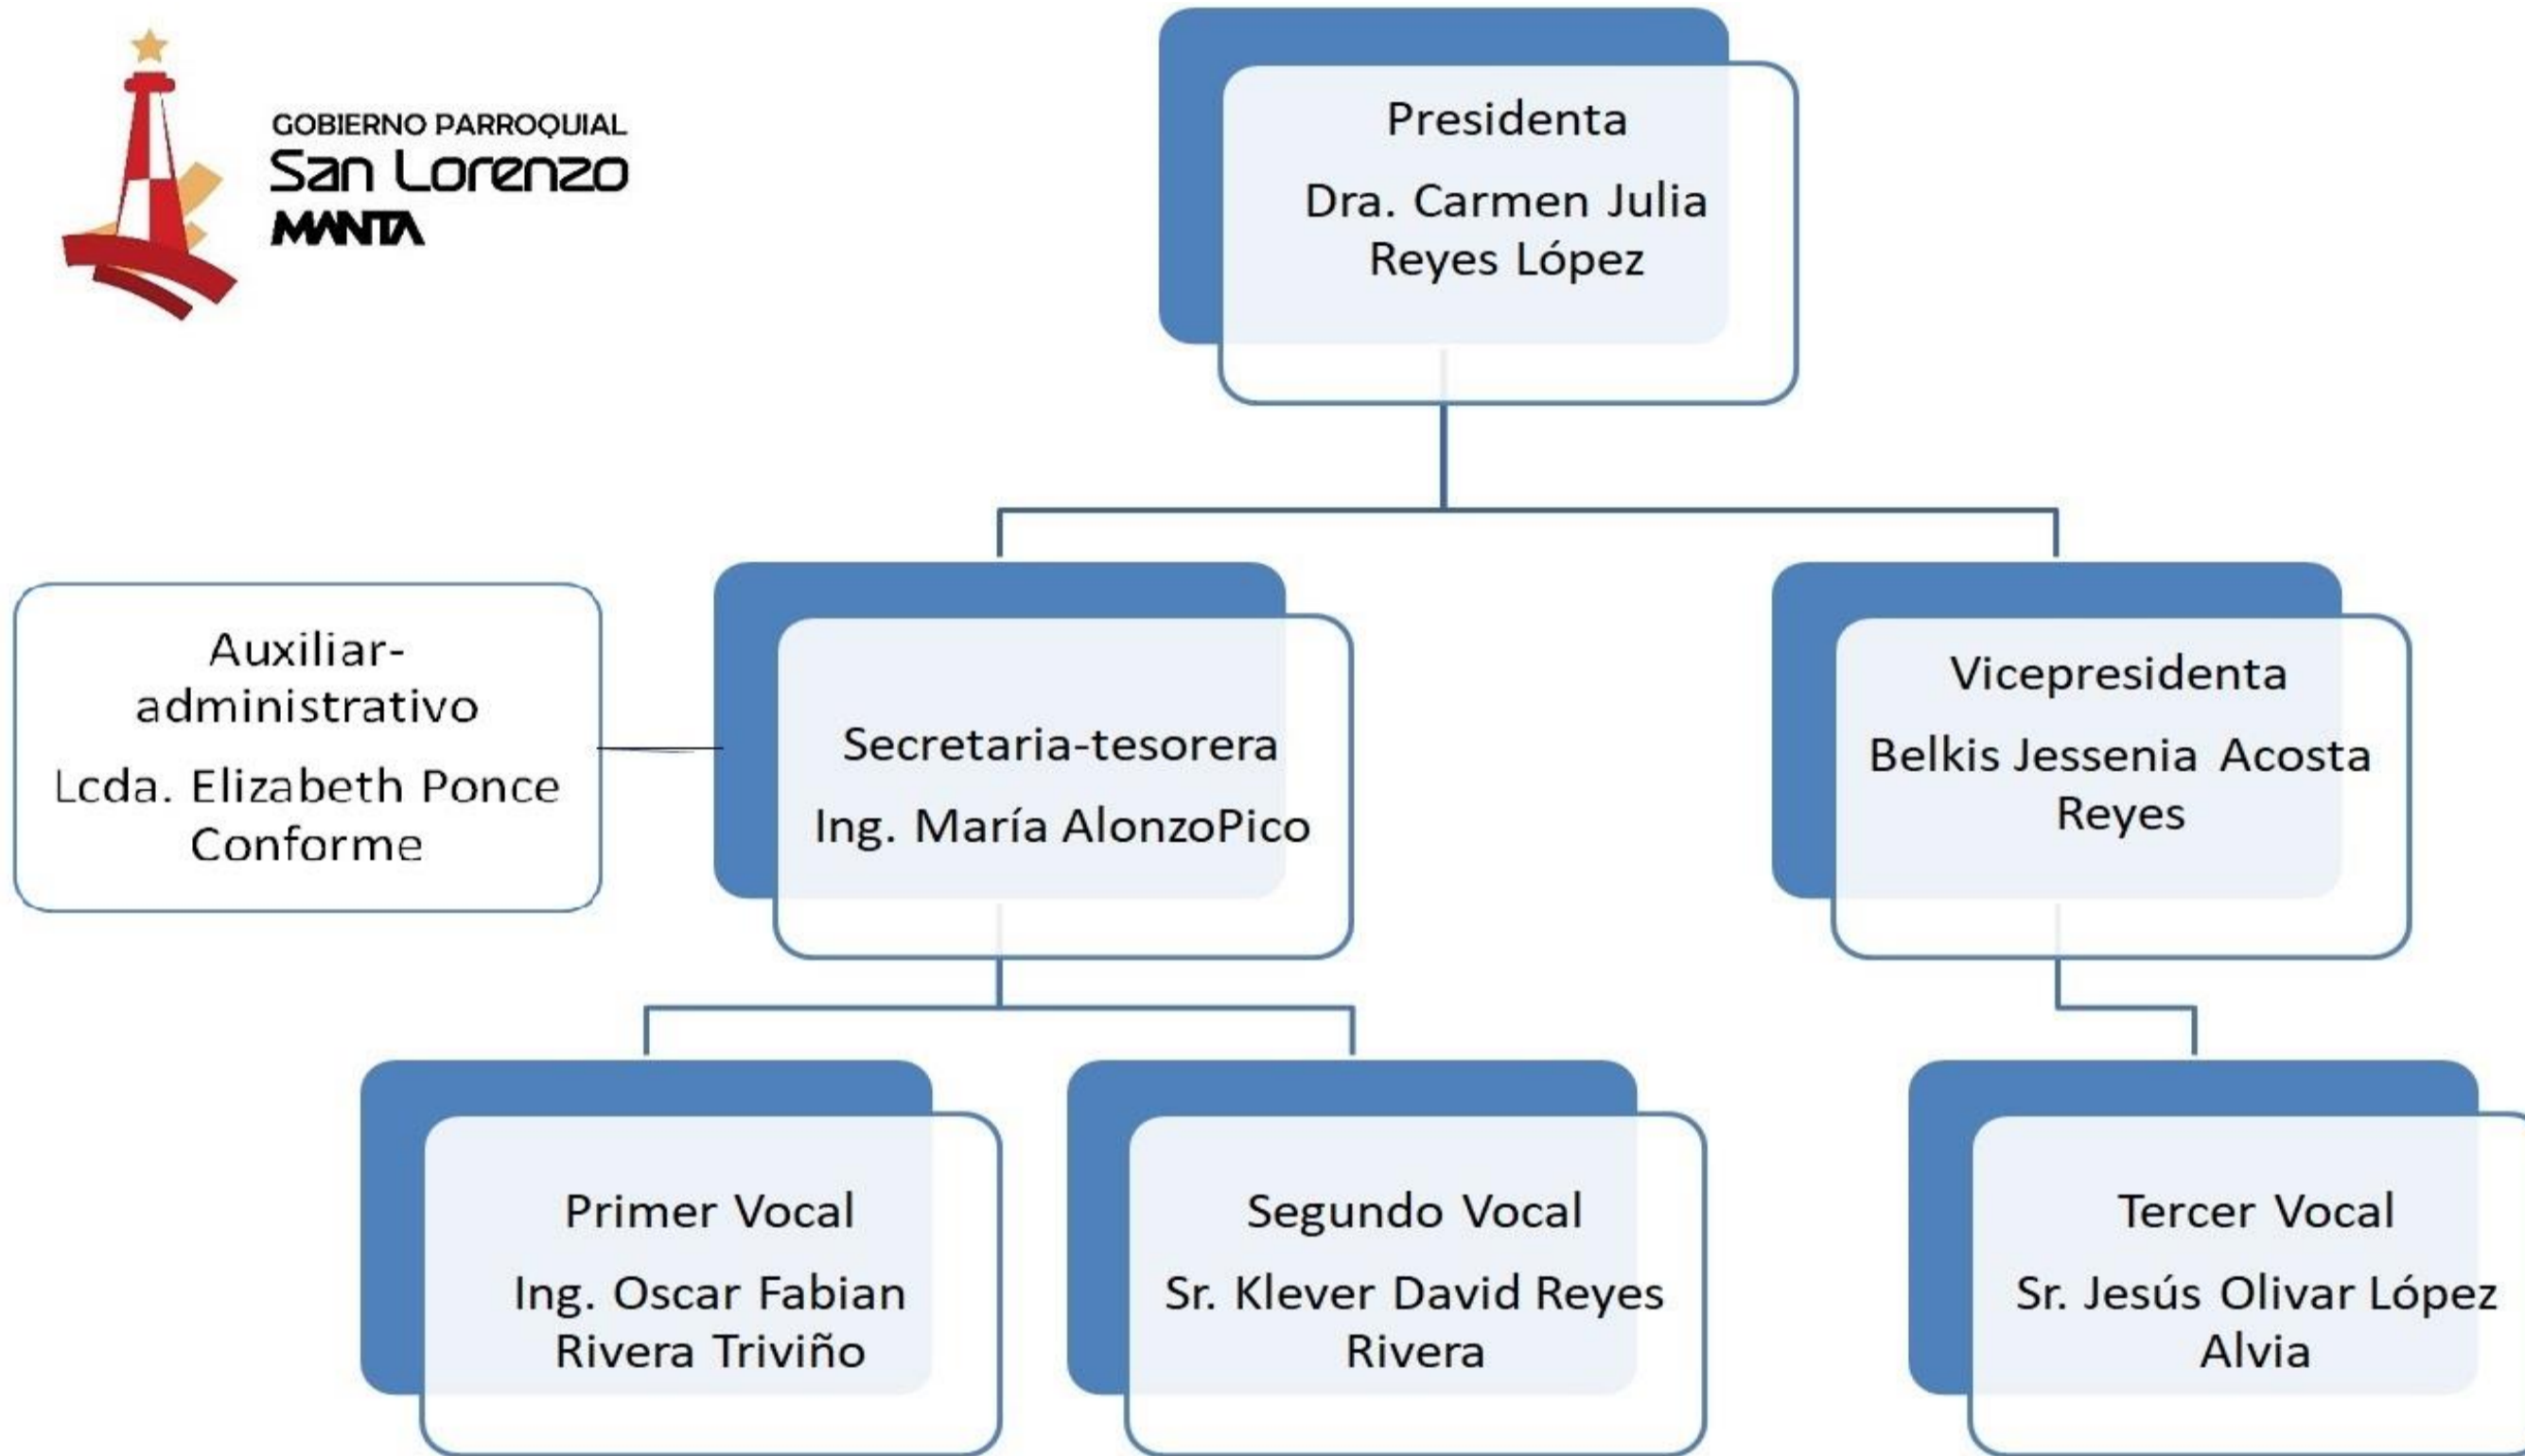 GOBIERNO PARROQUIAL
San Lorenzo
MANTA
Presidenta
Dra. Carmen Julia
Reyes López
Auxiliar-
administrativo
Lcda. Elizabeth Ponce
Conforme
Secretaria-tesorera
Ing. María AlonzoPico
Vicepresidenta
Belkis Jessenia Acosta
Reyes
Primer Vocal
Ing. Oscar Fabian
Rivera Triviño
Segundo Vocal
Sr. Klever David Reyes
Rivera
Tercer Vocal
Sr. Jesús Olivar López
Alvia